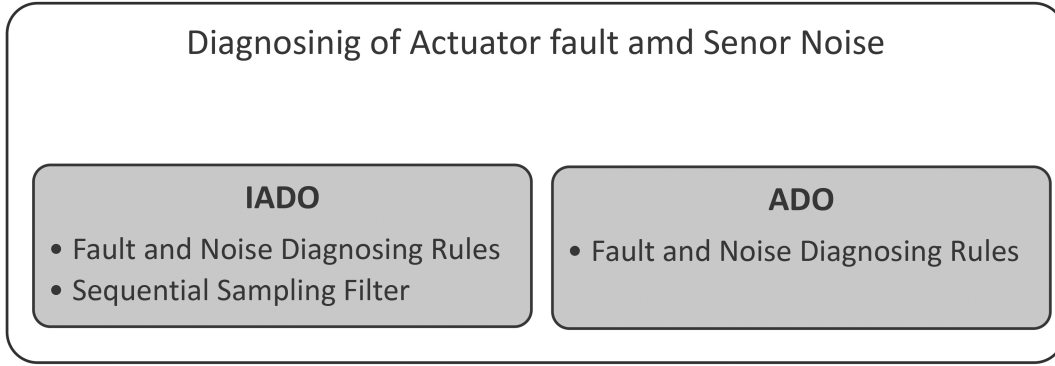 Diagnosinig of Actuator fault amd Senor Noise
IADO
• Fault and Noise Diagnosing Rules
• Sequential Sampling Filter
ADO
• Fault and Noise Diagnosing Rules